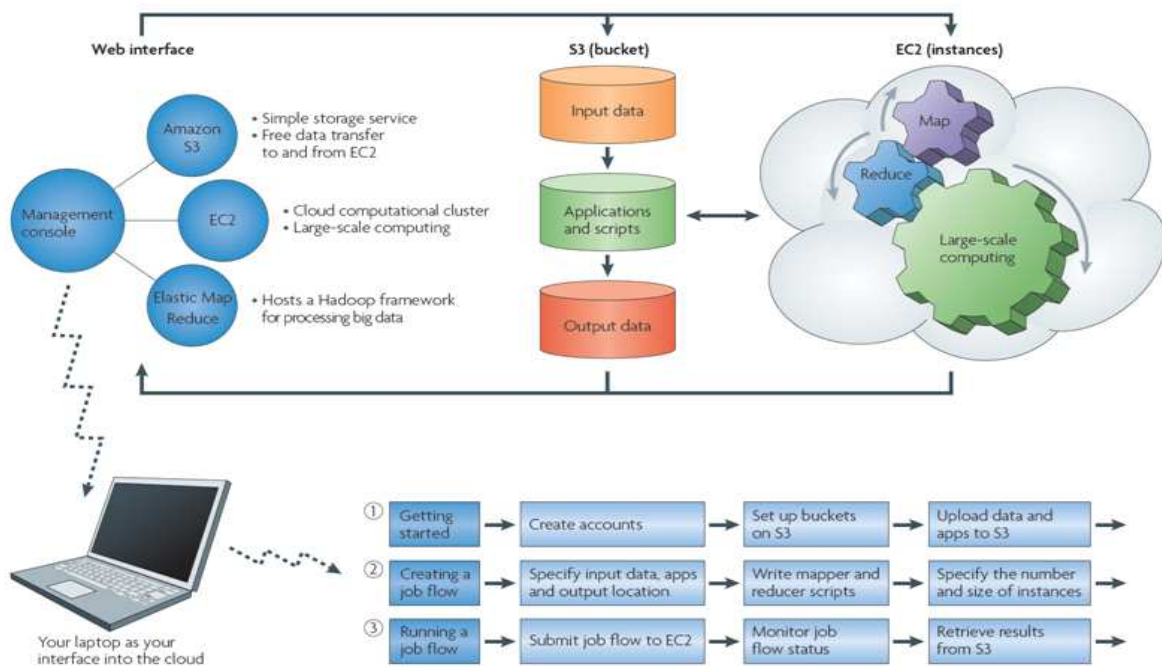 Web interface
S3 (bucket)
EC2 (instances)
Management
console
Amazon
S3
• Simple storage service
• Free data transfer
to and from EC2
EC2
• Cloud computational cluster
• Large-scale computing
Elastic Map
Reduce
• Hosts a Hadoop framework
for processing big data
Input data
Applications
and scripts
Output data
Map
Reduce
Large-scale
computing
Your laptop as your
interface into the cloud
1
Getting
started
Create accounts
Set up buckets
on S3
Upload data and
apps to S3
2
Creating a
job flow
Specify input data, apps
and output location
Write mapper and
reducer scripts
Specify the number
and size of instances
3
Running a
job flow
Submit job flow to EC2
Monitor job
flow status
Retrieve results
from S3